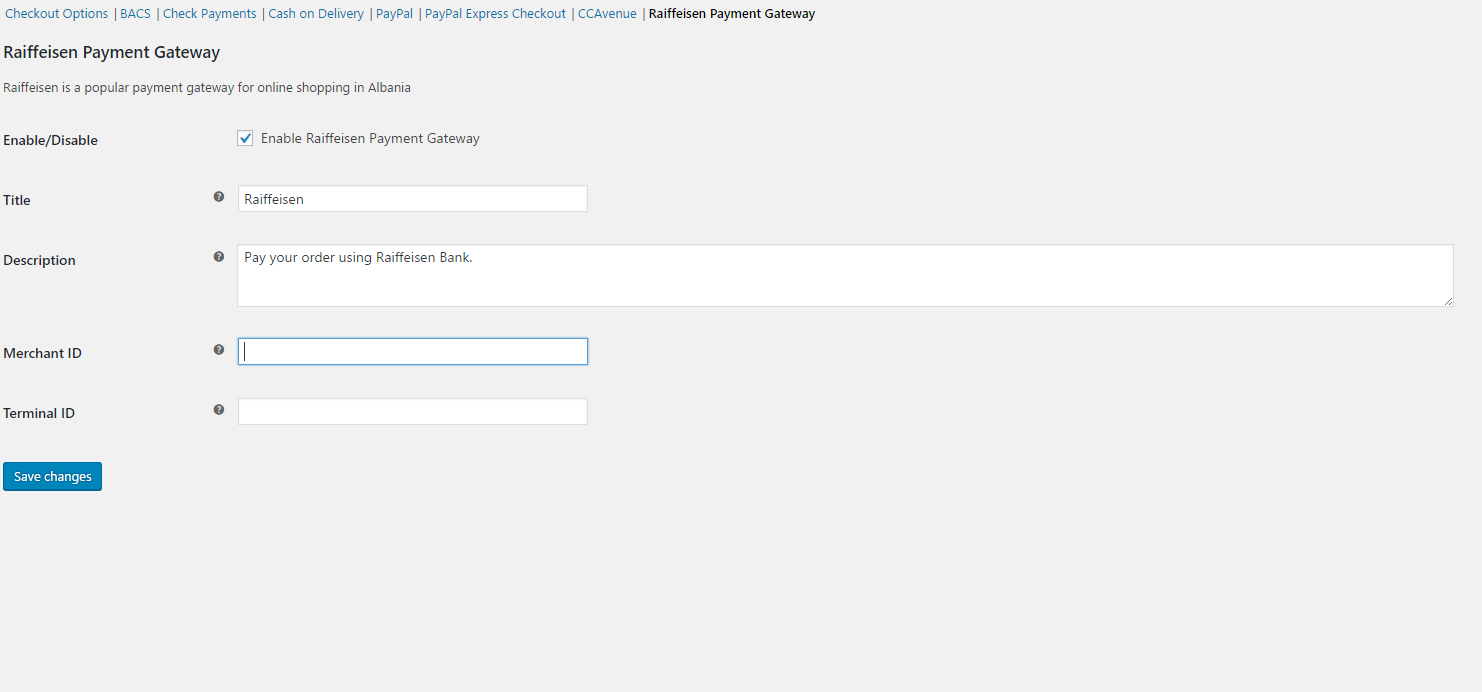 Checkout Options | BACS | Check Payments | Cash on Delivery | PayPal | PayPal Express Checkout | CCAvenue | Raiffeisen Payment Gateway
Raiffeisen Payment Gateway
Raiffeisen is a popular payment gateway for online shopping in Albania
Enable/Disable Enable Raiffeisen Payment Gateway
Title ? Raiffeisen
Description ? Pay your order using Raiffeisen Bank.
Merchant ID ?
Terminal ID ?
Save changes